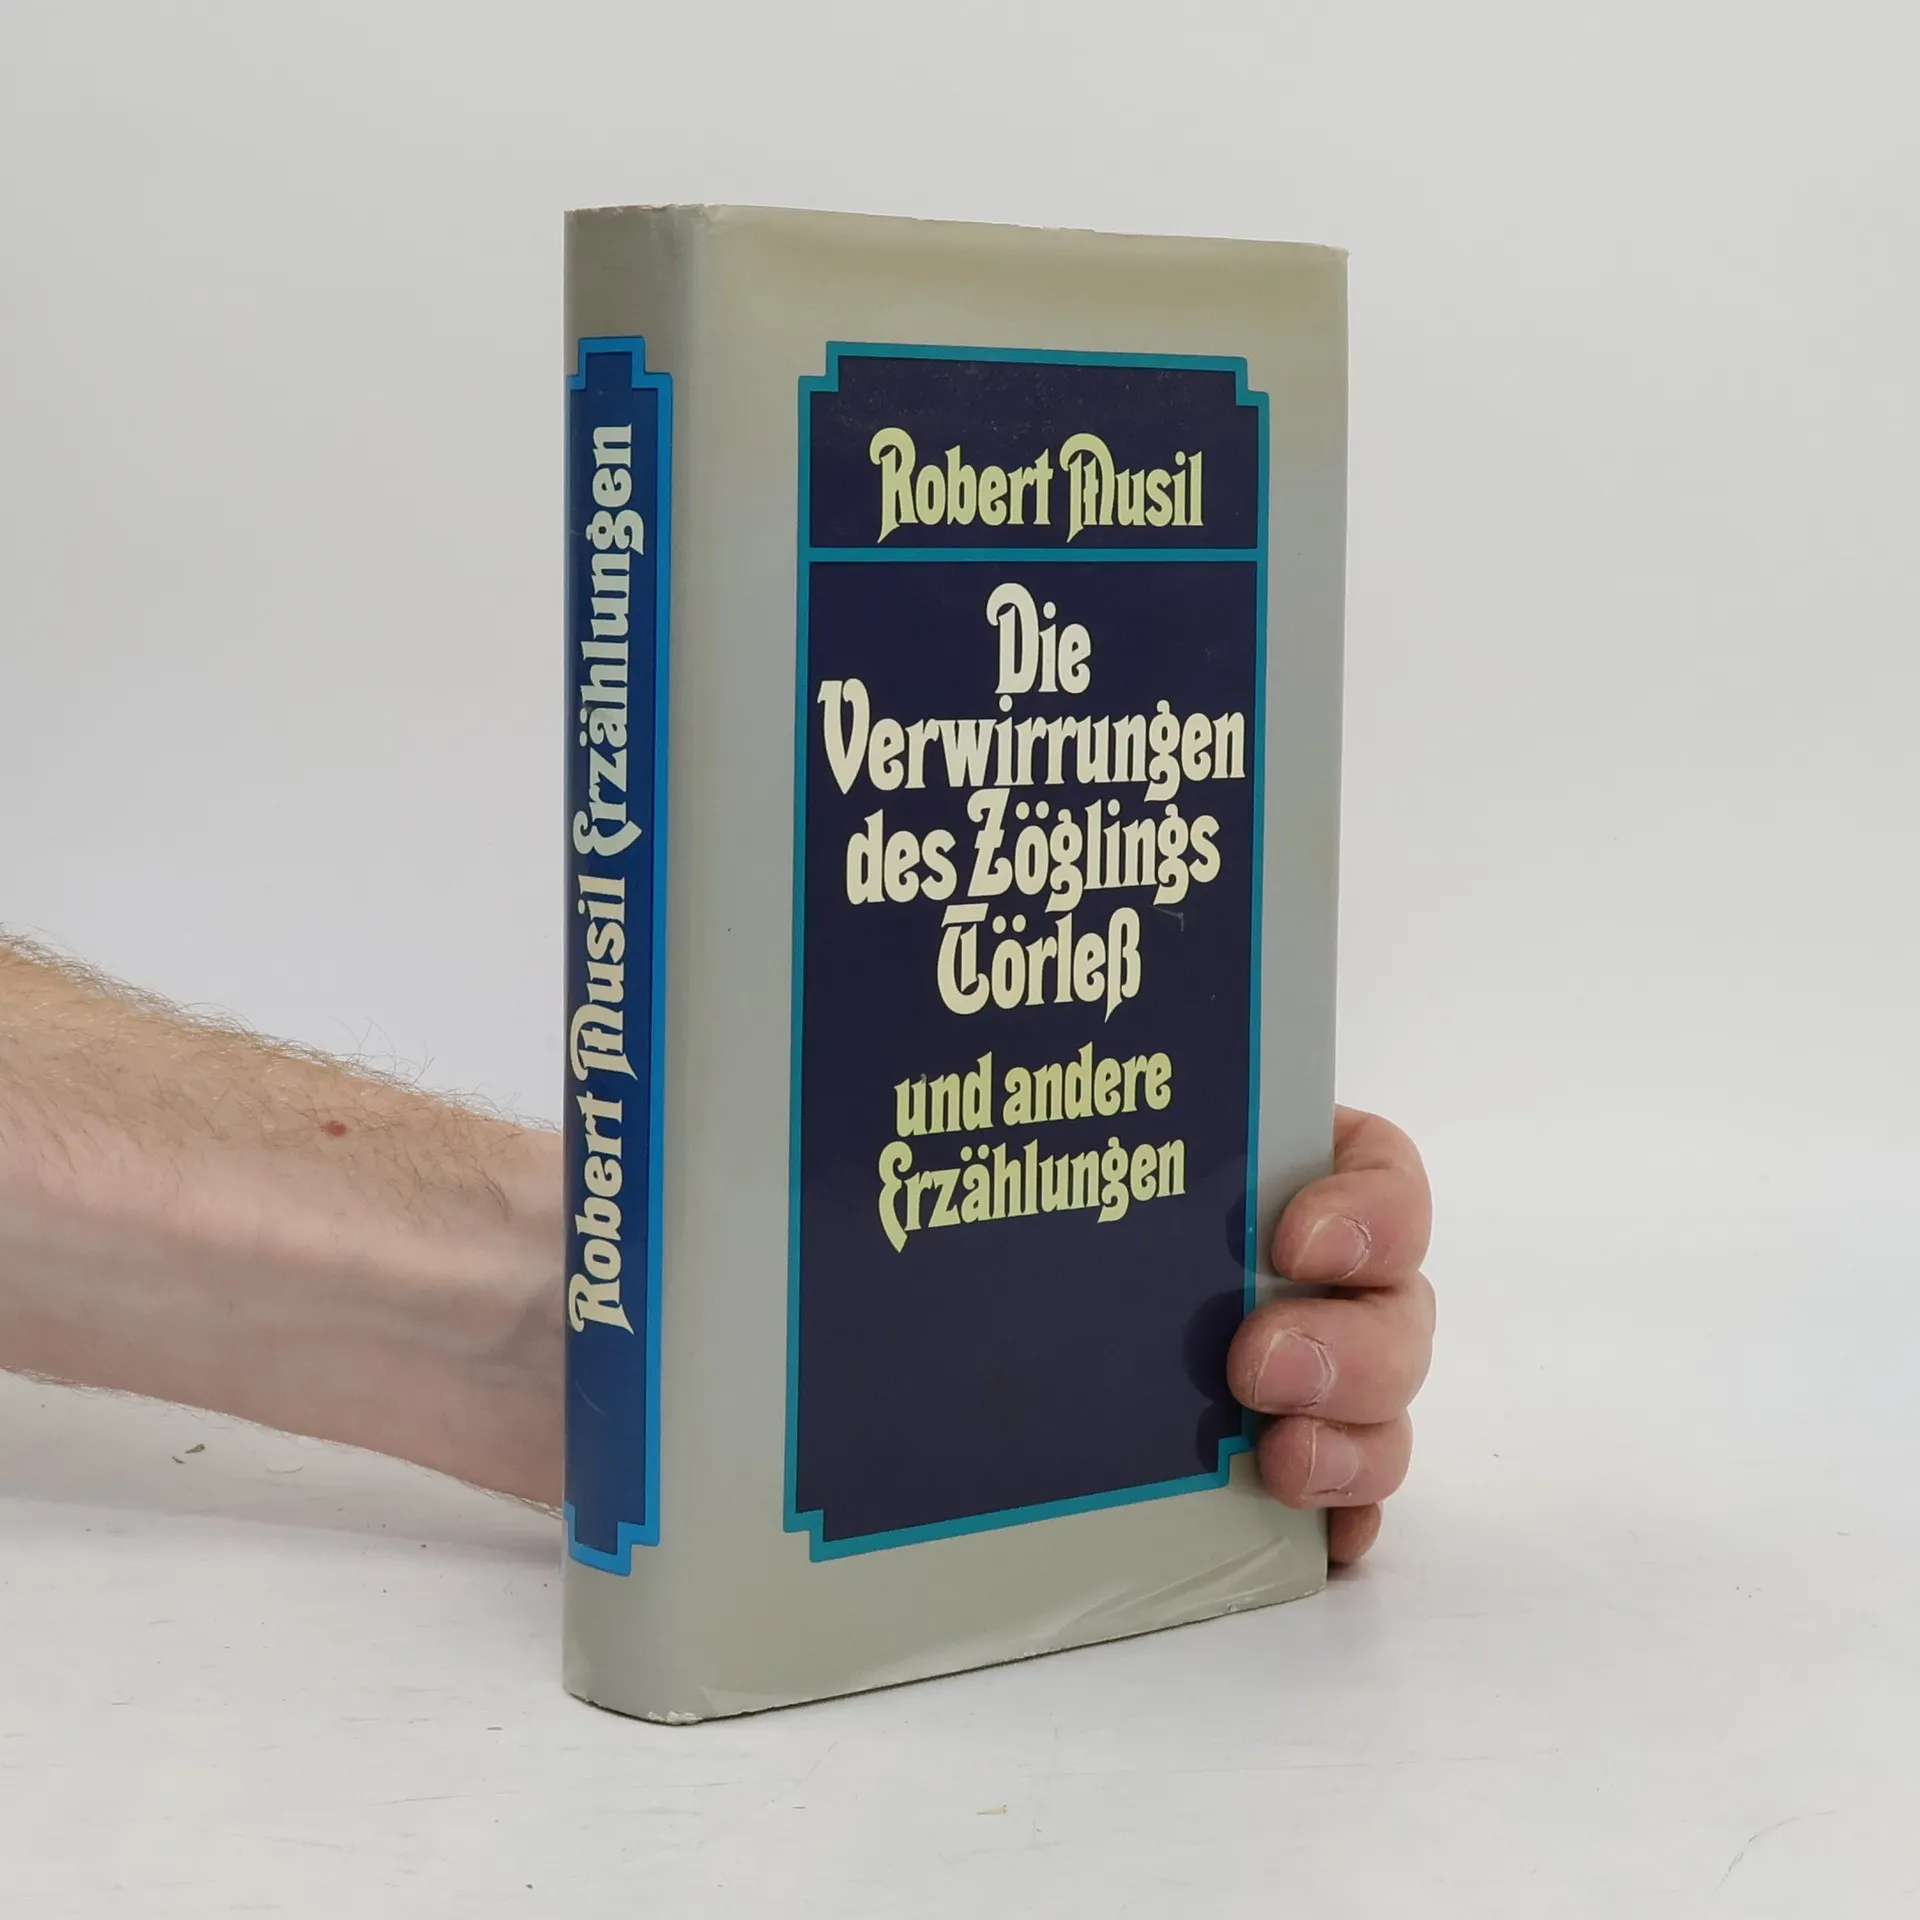 Robert Musil Erzählungen
Robert Musil
Die
Verwirrungen
des Zöglings
Törleß
und andere
Erzählungen